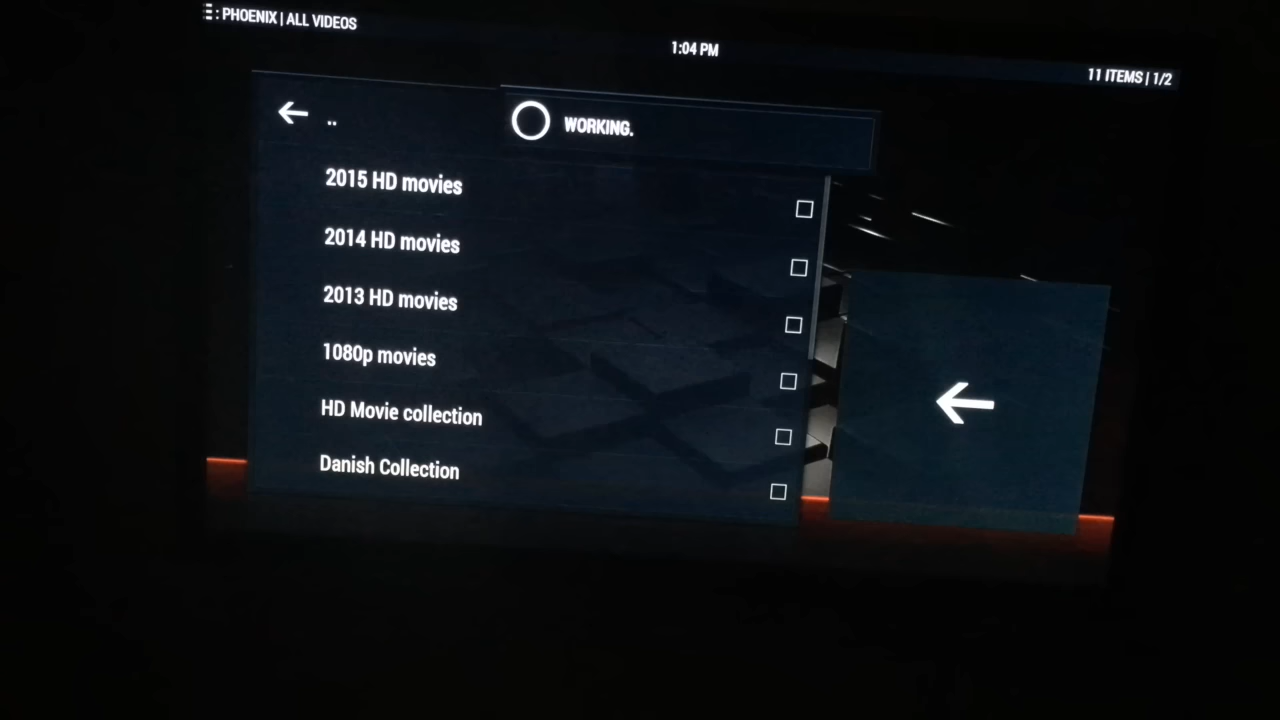 : PHOENIX | ALL VIDEOS
1:04 PM
11 ITEMS | 1/2
..
WORKING.
2015 HD movies
2014 HD movies
2013 HD movies
1080p movies
HD Movie collection
Danish Collection